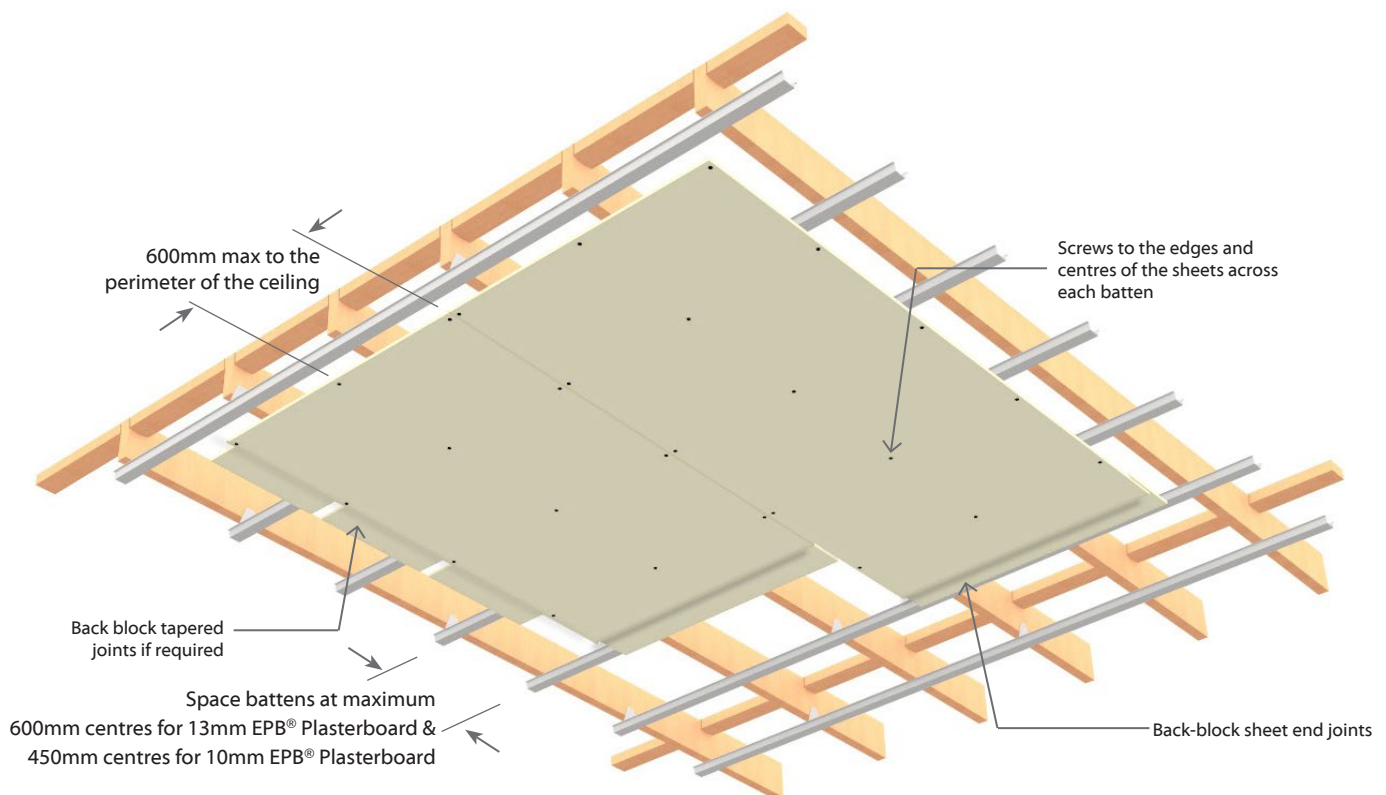 600mm max to the
perimeter of the ceiling
Screws to the edges and
centres of the sheets across
each batten
Back block tapered
joints if required
Space battens at maximum
600mm centres for 13mm EPB® Plasterboard &
450mm centres for 10mm EPB® Plasterboard
Back-block sheet end joints